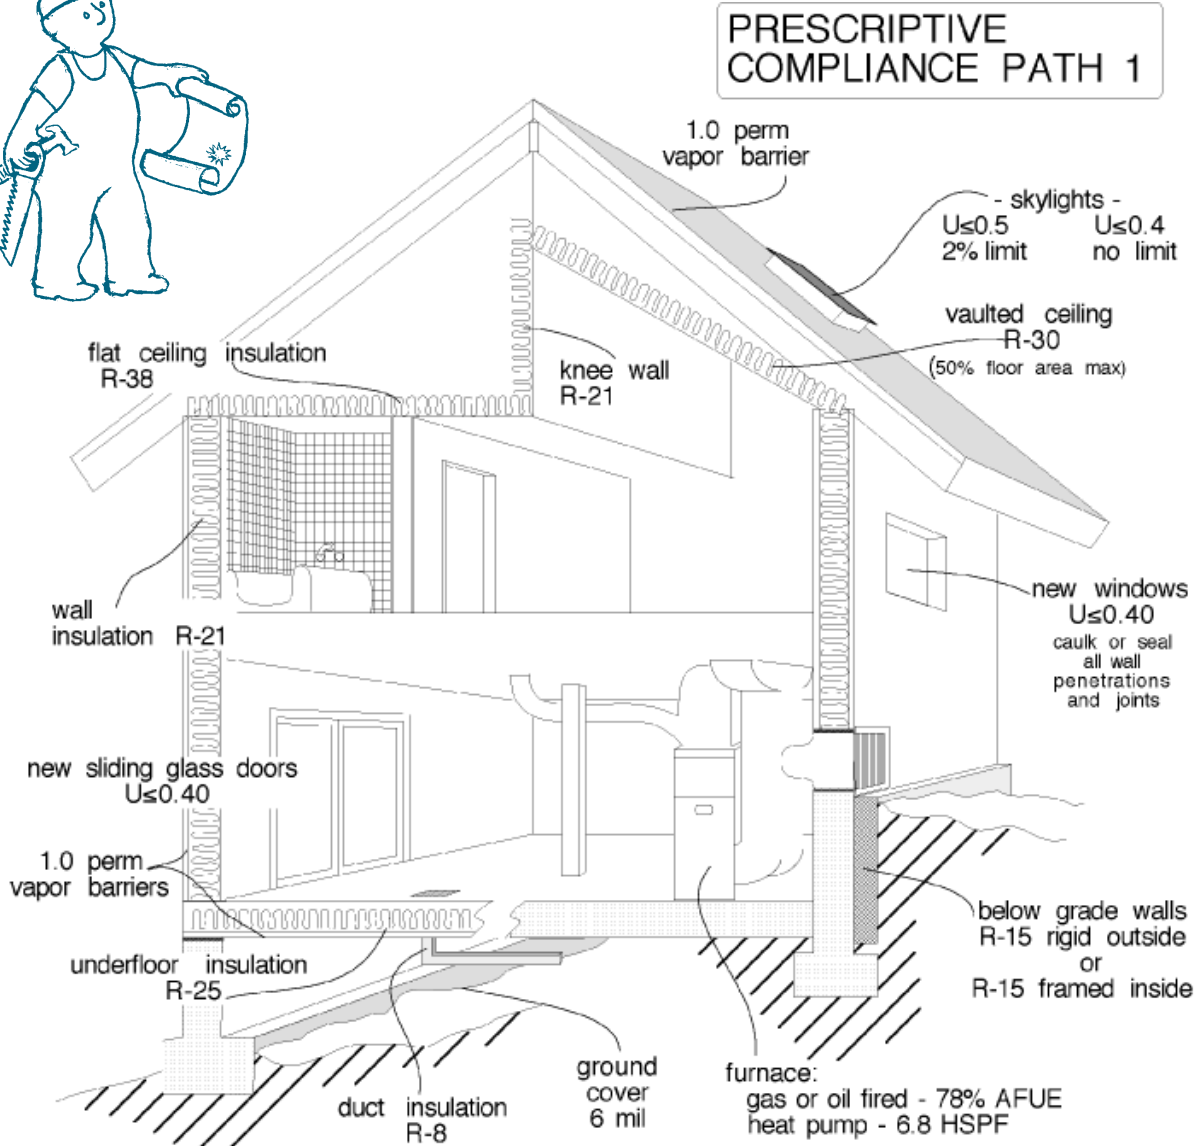 PRESCRIPTIVE
COMPLIANCE PATH 1
1.0 perm
vapor barrier
- skylights -
U≤0.5 U≤0.4
2% limit no limit
vaulted ceiling
R-30
(50% floor area max)
flat ceiling insulation
R-38
knee wall
R-21
wall
insulation R-21
new windows
U≤0.40
caulk or seal
all wall
penetrations
and joints
new sliding glass doors
U≤0.40
1.0 perm
vapor barriers
below grade walls
R-15 rigid outside
or
R-15 framed inside
underfloor insulation
R-25
ground
cover
6 mil
furnace:
gas or oil fired - 78% AFUE
heat pump - 6.8 HSPF
duct insulation
R-8